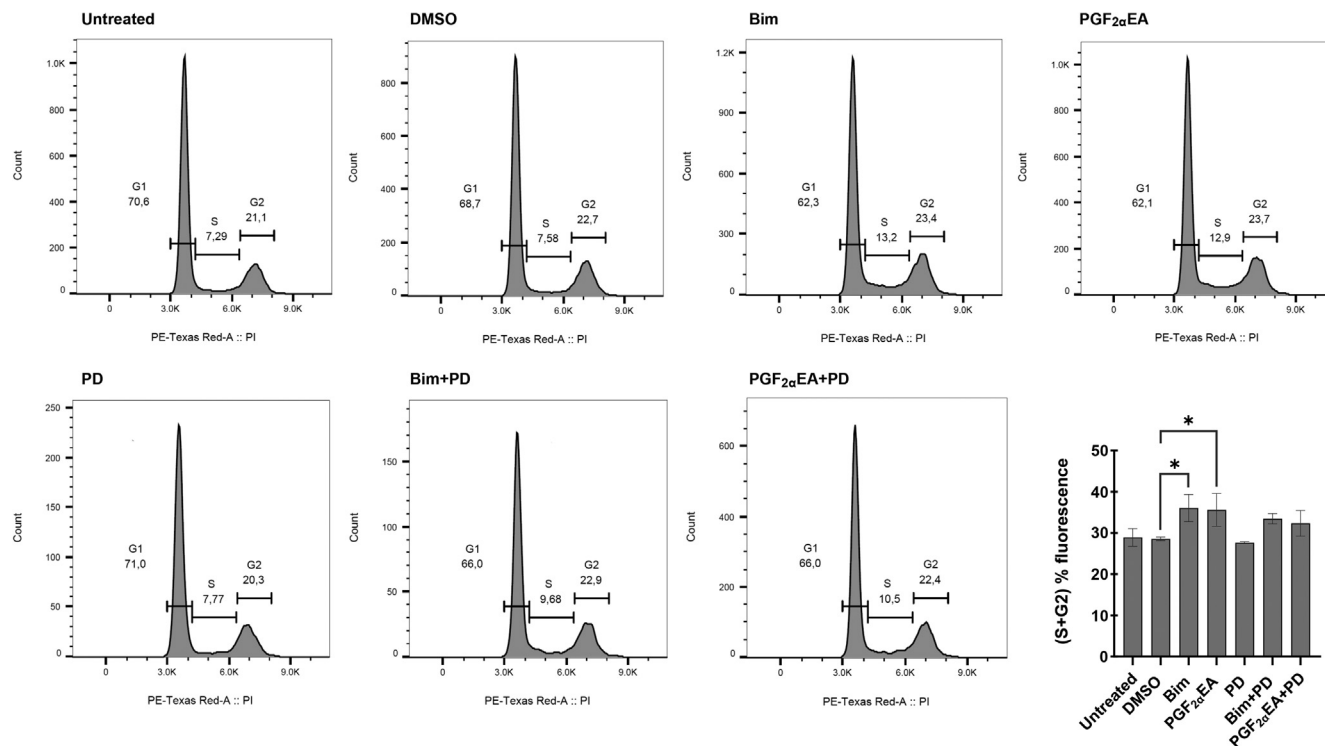 Untreated
1.0K
800
600
400
200
0
Count
G1
70,6
S
7,29
G2
21,1
0
3.0K
6.0K
9.0K
PE-Texas Red-A :: PI
DMSO
800
600
400
200
0
Count
G1
68,7
S
7,58
G2
22,7
0
3.0K
6.0K
9.0K
PE-Texas Red-A :: PI
Bim
1.2K
900
600
300
0
Count
G1
62,3
S
13,2
G2
23,4
0
3.0K
6.0K
9.0K
PE-Texas Red-A :: PI
PGF2αEA
1.0K
800
600
400
200
0
Count
G1
62,1
S
12,9
G2
23,7
0
3.0K
6.0K
9.0K
PE-Texas Red-A :: PI
PD
250
200
150
100
50
0
Count
G1
71,0
S
7,77
G2
20,3
0
3.0K
6.0K
9.0K
PE-Texas Red-A :: PI
Bim+PD
150
100
50
0
Count
G1
66,0
S
9,68
G2
22,9
0
3.0K
6.0K
9.0K
PE-Texas Red-A :: PI
PGF2αEA+PD
600
400
200
0
Count
G1
66,0
S
10,5
G2
22,4
0
3.0K
6.0K
9.0K
PE-Texas Red-A :: PI
(S+G2) % fluorescence
50
40
30
20
10
0
*
*
Untreated
DMSO
Bim
PGF2αEA
PD
Bim+PD
PGF2αEA+PD